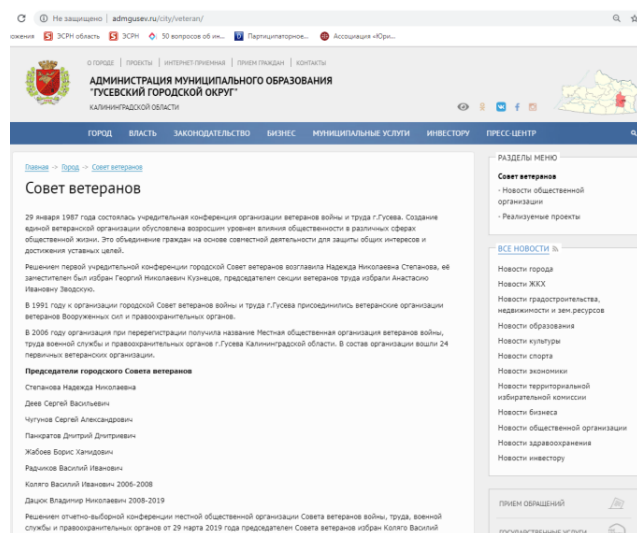 Не защищено | admgusev.ru/city/veteran/
ЭСРН область
ЭСРН
50 вопросов об ин...
Партиципаторное...
Ассоциация «Юри...
О ГОРОДЕ | ПРОЕКТЫ | ИНТЕРНЕТ-ПРИЕМНАЯ | ПРИЕМ ГРАЖДАН | КОНТАКТЫ
АДМИНИСТРАЦИЯ МУНИЦИПАЛЬНОГО ОБРАЗОВАНИЯ
"ГУСЕВСКИЙ ГОРОДСКОЙ ОКРУГ"
КАЛИНИНГРАДСКОЙ ОБЛАСТИ
ГОРОД ВЛАСТЬ ЗАКОНОДАТЕЛЬСТВО БИЗНЕС МУНИЦИПАЛЬНЫЕ УСЛУГИ ИНВЕСТОРУ ПРЕСС-ЦЕНТР
Главная -> Город -> Совет ветеранов
Совет ветеранов
29 января 1987 года состоялась учредительная конференция организации ветеранов войны и труда г.Гусева. Создание
единой ветеранской организации обусловлена возросшим уровнем влияния общественности в различных сферах
общественной жизни. Это объединение граждан на основе совместной деятельности для защиты общих интересов и
достижения уставных целей.
Решением первой учредительной конференции городской Совет ветеранов возглавила Надежда Николаевна Степанова, её
заместителем был избран Георгий Николаевич Кузнецов, председателем секции ветеранов труда избрали Анастасию
Ивановну Зводскую.
В 1991 году к организации городской Совет ветеранов войны и труда г.Гусева присоединились ветеранские организации
ветеранов Вооруженных сил и правоохранительных органов.
В 2006 году организация при перерегистрации получила название Местная общественная организация ветеранов войны,
труда военной службы и правоохранительных органов г.Гусева Калининградской области. В состав организации вошли 24
первичных ветеранских организации.
Председатели городского Совета ветеранов
Степанова Надежда Николаевна
Деев Сергей Васильевич
Чугунов Сергей Александрович
Панкратов Дмитрий Дмитриевич
Жабоев Борис Хамидович
Радчиков Василий Иванович
Коляго Василий Иванович 2006-2008
Дацюк Владимир Николаевич 2008-2019
Решением отчетно-выборной конференции местной общественной организации Совета ветеранов войны, труда, военной
службы и правоохранительных органов от 29 марта 2019 года председателем Совета ветеранов избран Коляго Василий
РАЗДЕЛЫ МЕНЮ
Совет ветеранов
- Новости общественной
организации
- Реализуемые проекты
ВСЕ НОВОСТИ
Новости города
Новости ЖКХ
Новости градостроительства,
недвижимости и зем.ресурсов
Новости образования
Новости культуры
Новости спорта
Новости экономики
Новости территориальной
избирательной комиссии
Новости бизнеса
Новости общественной организации
Новости здравоохранения
Новости инвестору
ПРИЕМ ОБРАЩЕНИЙ
ГОСУДАРСТВЕННЫЕ УСЛУГИ